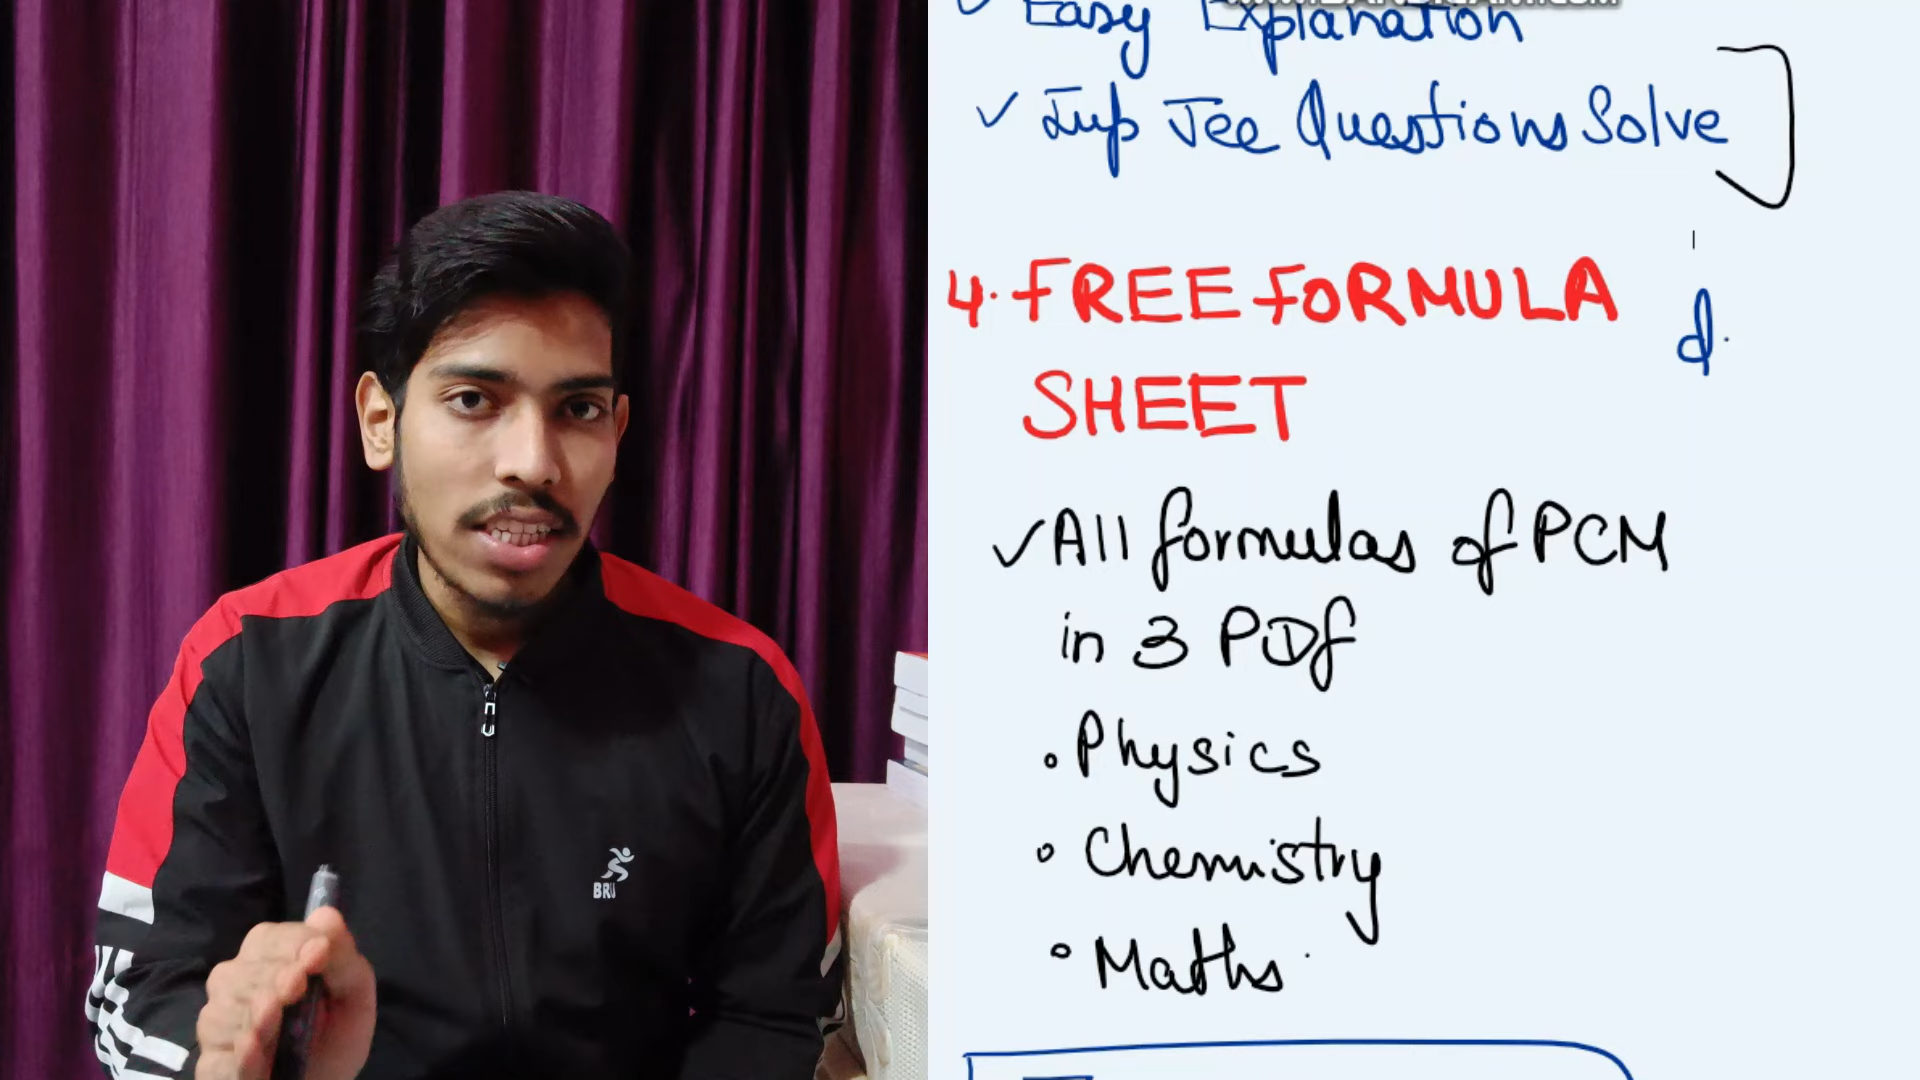 ✓ Easy Explanation
✓ Imp Jee Questions Solve
4. FREE FORMULA
d.
SHEET
✓ All formulas of PCM
in 3 PDf
• Physics
• Chemistry
• Maths
BRU